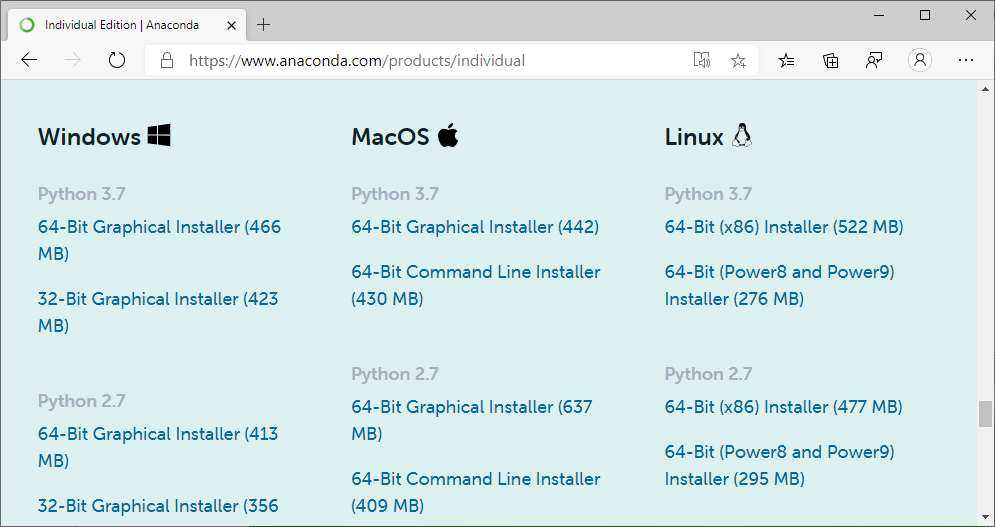 Individual Edition | Anaconda
https://www.anaconda.com/products/individual
Windows
Python 3.7
64-Bit Graphical Installer (466
MB)
32-Bit Graphical Installer (423
MB)
Python 2.7
64-Bit Graphical Installer (413
MB)
32-Bit Graphical Installer (356
MacOS
Python 3.7
64-Bit Graphical Installer (442)
64-Bit Command Line Installer
(430 MB)
Python 2.7
64-Bit Graphical Installer (637
MB)
64-Bit Command Line Installer
(409 MB)
Linux
Python 3.7
64-Bit (x86) Installer (522 MB)
64-Bit (Power8 and Power9)
Installer (276 MB)
Python 2.7
64-Bit (x86) Installer (477 MB)
64-Bit (Power8 and Power9)
Installer (295 MB)